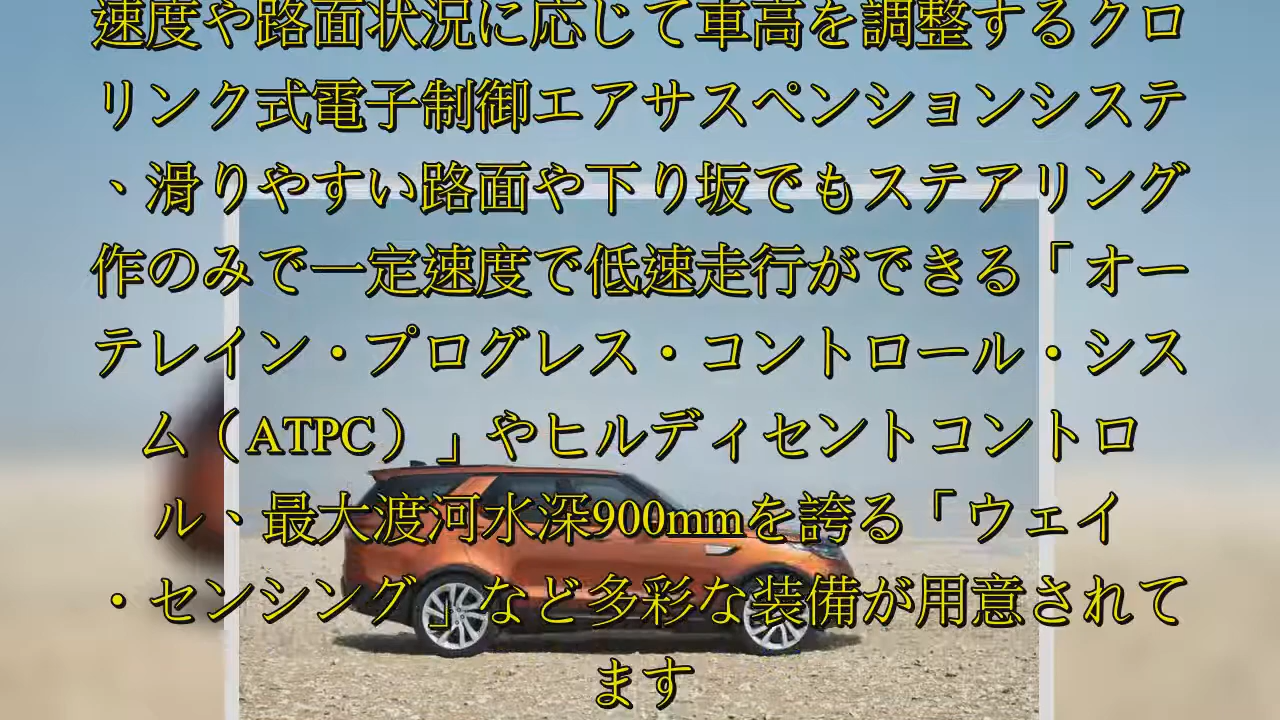 速度や路面状況に応じて車高を調整するクロ
リンク式電子制御エアサスペンションシステ
、滑りやすい路面や下り坂でもステアリング
作のみで一定速度で低速走行ができる「オー
テレイン・プログレス・コントロール・シス
ム（ATPC）」やヒルディセントコントロ
ル、最大渡河水深900mmを誇る「ウェイ
・センシング」など多彩な装備が用意されて
ます